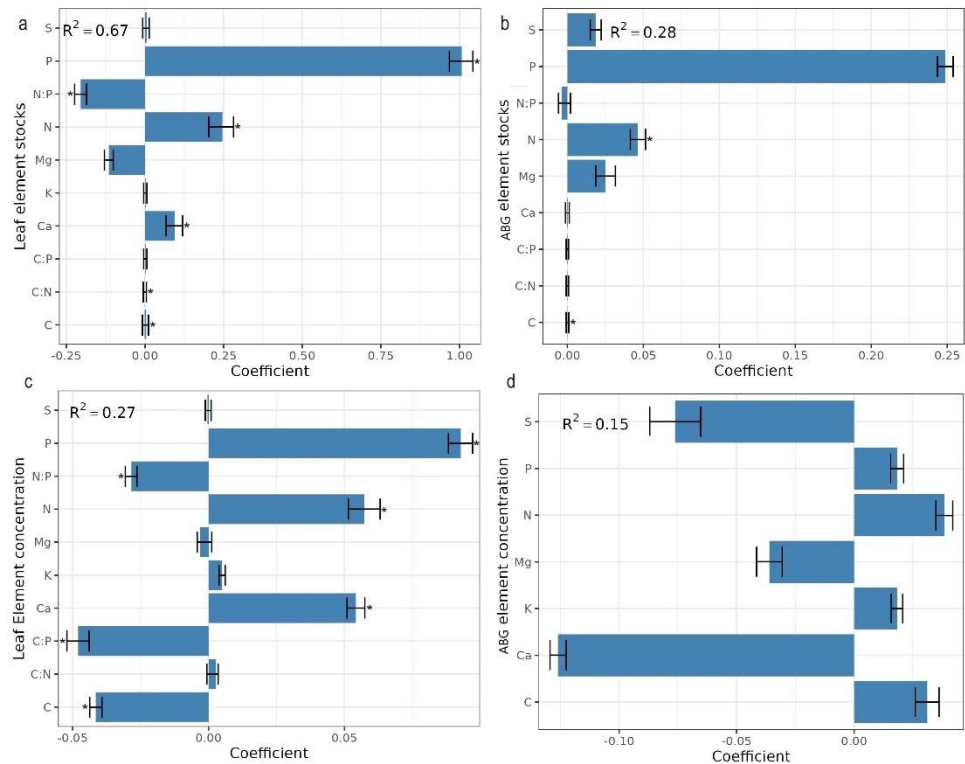 a
R² = 0.67
Leaf element stocks
S
P
N:P
N
Mg
K
Ca
C:P
C:N
C
*
*
*
*
*
*
-0.25 0.00 0.25 0.50 0.75 1.00
Coefficient
b
R² = 0.28
ABG element stocks
S
P
N:P
N
Mg
Ca
C:P
C:N
C
*
*
0.00 0.05 0.10 0.15 0.20 0.25
Coefficient
c
R² = 0.27
Leaf Element concentration
S
P
N:P
N
Mg
K
Ca
C:P
C:N
C
*
*
*
*
*
*
-0.05 0.00 0.05
Coefficient
d
R² = 0.15
ABG element concentration
S
P
N
Mg
K
Ca
C
-0.10 -0.05 0.00
Coefficient